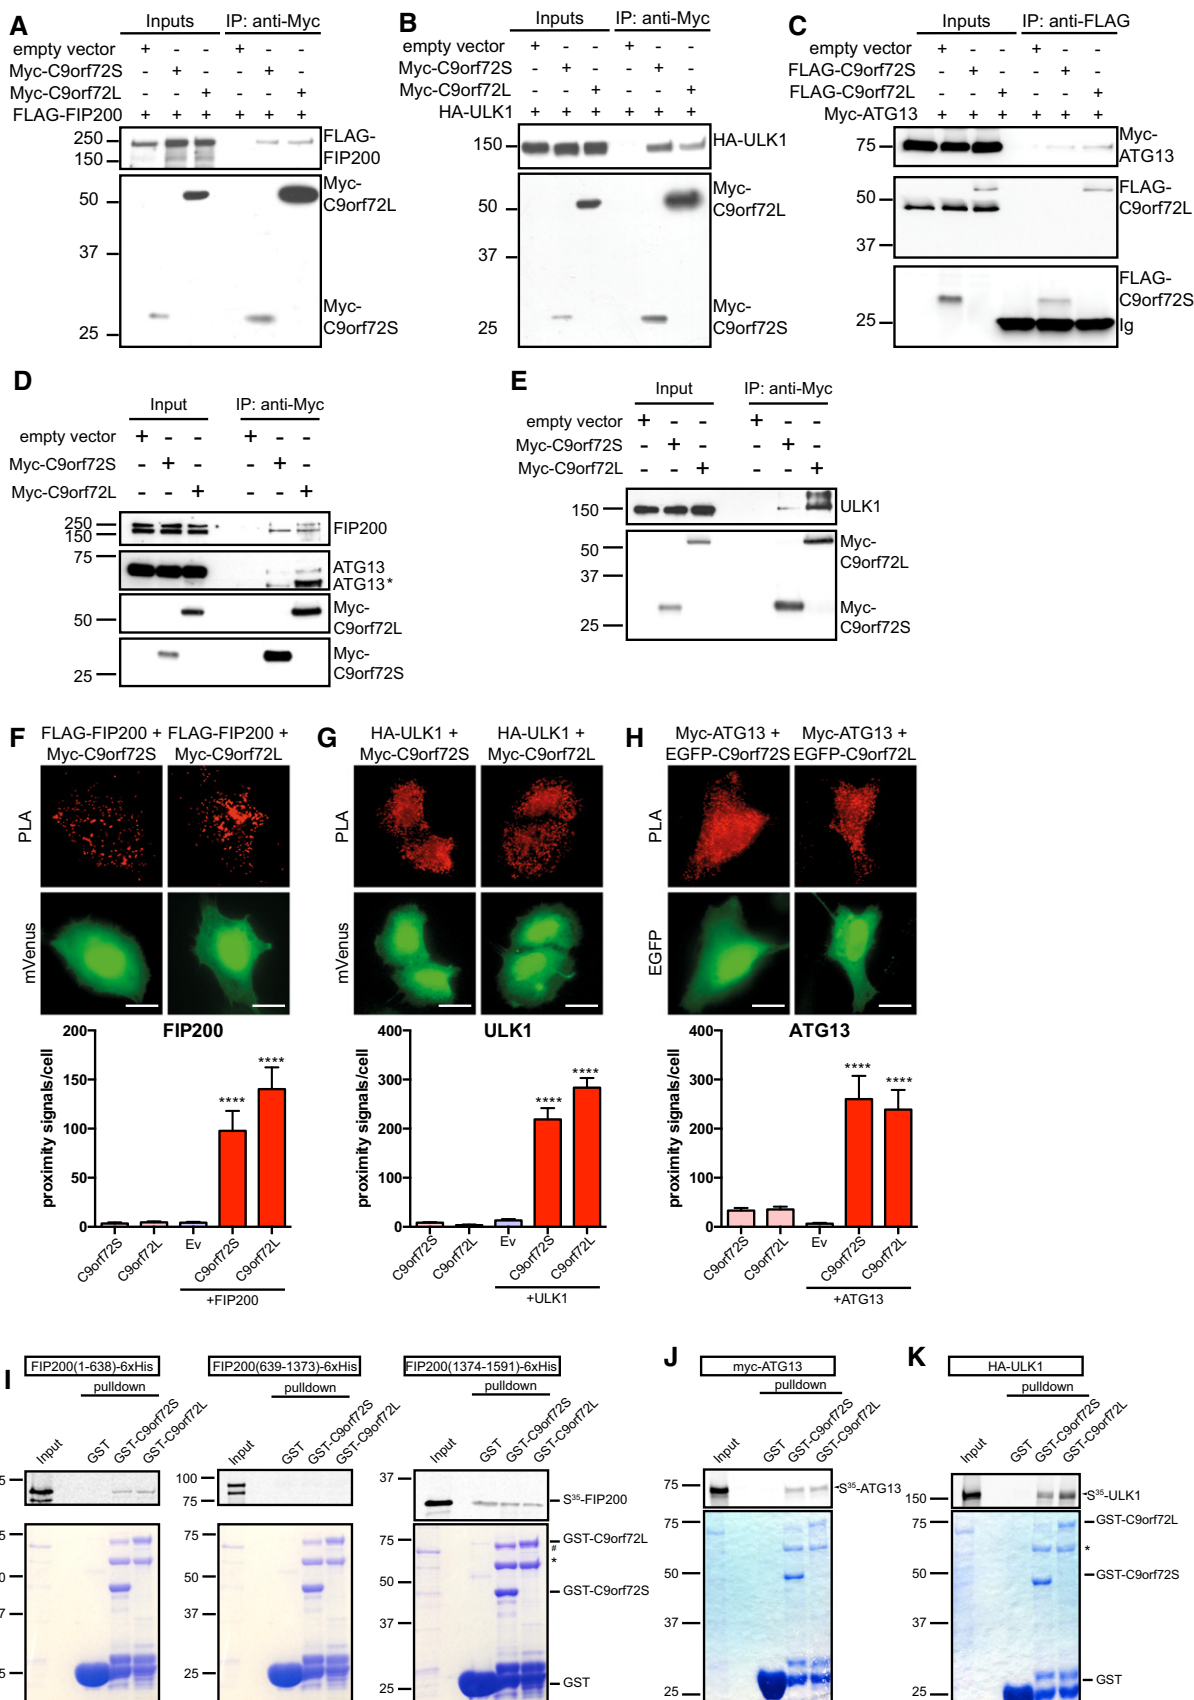 A
Inputs IP: anti-Myc
empty vector + - - + - -
Myc-C9orf72S - + - - + -
Myc-C9orf72L - - + - - +
FLAG-FIP200 + + + + + +
250
150
FLAG-
FIP200
50
37
25
Myc-
C9orf72L
Myc-
C9orf72S
B
Inputs IP: anti-Myc
empty vector + - - + - -
Myc-C9orf72S - + - - + -
Myc-C9orf72L - - + - - +
HA-ULK1 + + + + + +
150
HA-ULK1
50
37
25
Myc-
C9orf72L
Myc-
C9orf72S
C
Inputs IP: anti-FLAG
empty vector + - - + - -
FLAG-C9orf72S - + - - + -
FLAG-C9orf72L - - + - - +
Myc-ATG13 + + + + + +
75
Myc-
ATG13
50
37
FLAG-
C9orf72L
25
FLAG-
C9orf72S
Ig
D
Input IP: anti-Myc
empty vector + - - + - -
Myc-C9orf72S - + - - + -
Myc-C9orf72L - - + - - +
250
150
FIP200
75
ATG13
ATG13*
50
Myc-
C9orf72L
25
Myc-
C9orf72S
E
Input IP: anti-Myc
empty vector + - - + - -
Myc-C9orf72S - + - - + -
Myc-C9orf72L - - + - - +
150
ULK1
50
37
25
Myc-
C9orf72L
Myc-
C9orf72S
F
FLAG-FIP200 + Myc-C9orf72S
FLAG-FIP200 + Myc-C9orf72L
PLA
mVenus
FIP200
proximity signals/cell
200
150
100
50
0
****
****
C9orf72S C9orf72L Ev C9orf72S C9orf72L
+FIP200
G
HA-ULK1 + Myc-C9orf72S
HA-ULK1 + Myc-C9orf72L
PLA
mVenus
ULK1
proximity signals/cell
400
300
200
100
0
****
****
C9orf72S C9orf72L Ev C9orf72S C9orf72L
+ULK1
H
Myc-ATG13 + EGFP-C9orf72S
Myc-ATG13 + EGFP-C9orf72L
PLA
EGFP
ATG13
proximity signals/cell
400
300
200
100
0
****
****
C9orf72S C9orf72L Ev C9orf72S C9orf72L
+ATG13
I
FIP200(1-638)-6xHis
pulldown
Input GST GST-C9orf72S GST-C9orf72L
5
5
0
7
5
FIP200(639-1373)-6xHis
pulldown
Input GST GST-C9orf72S GST-C9orf72L
100
75
75
50
37
25
FIP200(1374-1591)-6xHis
pulldown
Input GST GST-C9orf72S GST-C9orf72L
37
S35-FIP200
75
50
37
25
GST-C9orf72L
#
*
GST-C9orf72S
GST
J
myc-ATG13
pulldown
Input GST GST-C9orf72S GST-C9orf72L
75
S35-ATG13
75
50
37
25
K
HA-ULK1
pulldown
Input GST GST-C9orf72S GST-C9orf72L
150
S35-ULK1
75
50
37
25
GST-C9orf72L
*
GST-C9orf72S
GST